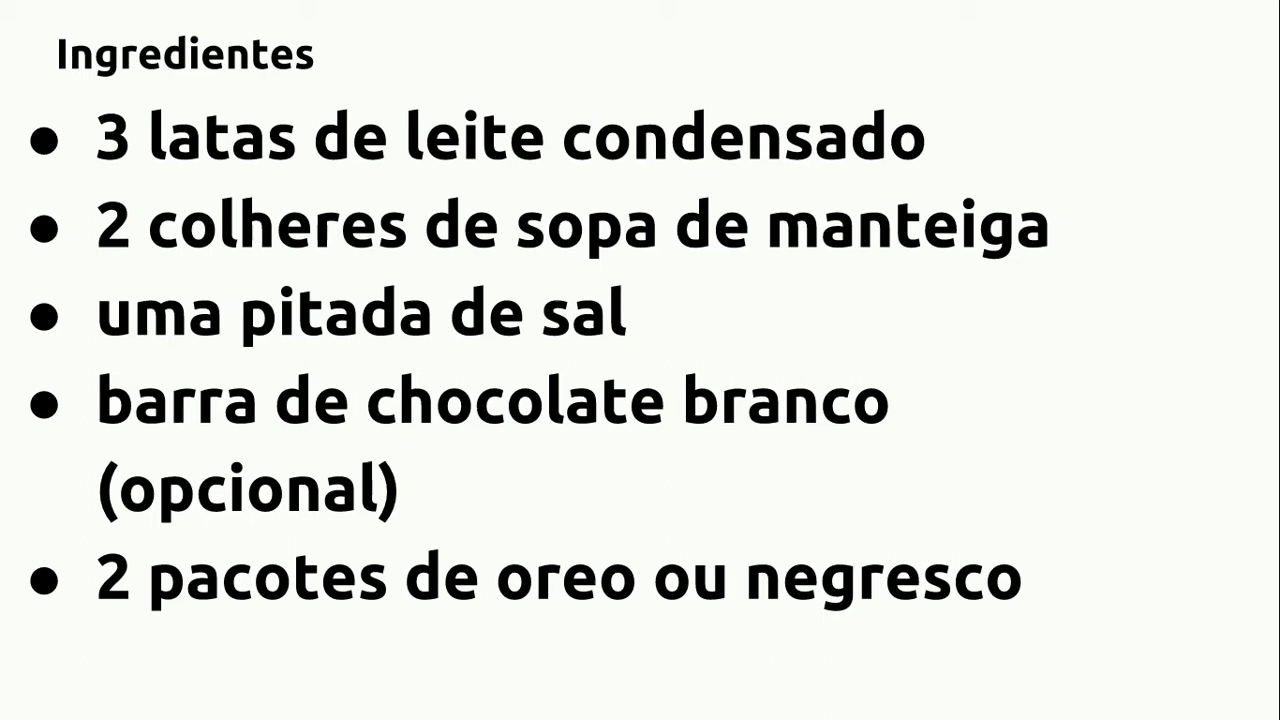 Ingredientes
● 3 latas de leite condensado
● 2 colheres de sopa de manteiga
● uma pitada de sal
● barra de chocolate branco
(opcional)
● 2 pacotes de oreo ou negresco